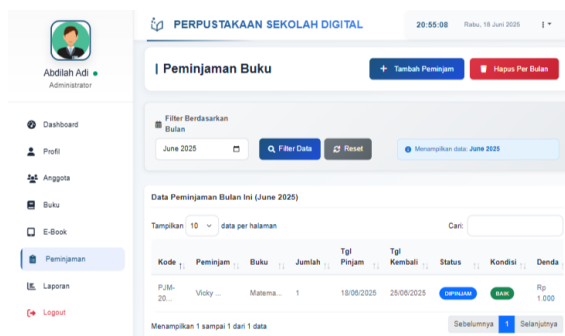 PERPUSTAKAAN SEKOLAH DIGITAL
20:55:08
Rabu, 18 Juni 2025
Abdilah Adi
Administrator
Dashboard
Profil
Anggota
Buku
E-Book
Peminjaman
Laporan
Logout
| Peminjaman Buku
+ Tambah Peminjam
Hapus Per Bulan
Filter Berdasarkan
Bulan
June 2025
Filter Data
Reset
Menampilkan data: June 2025
Data Peminjaman Bulan Ini (June 2025)
Tampilkan 10 data per halaman
Cari:
Kode Peminjam Buku Jumlah Tgl Pinjam Tgl Kembali Status Kondisi Denda
PJM-20... Vicky ... Matema... 1 18/06/2025 25/06/2025 DIPINJAM BAIK Rp 1.000
Menampilkan 1 sampai 1 dari 1 data
Sebelumnya 1 Selanjutnya